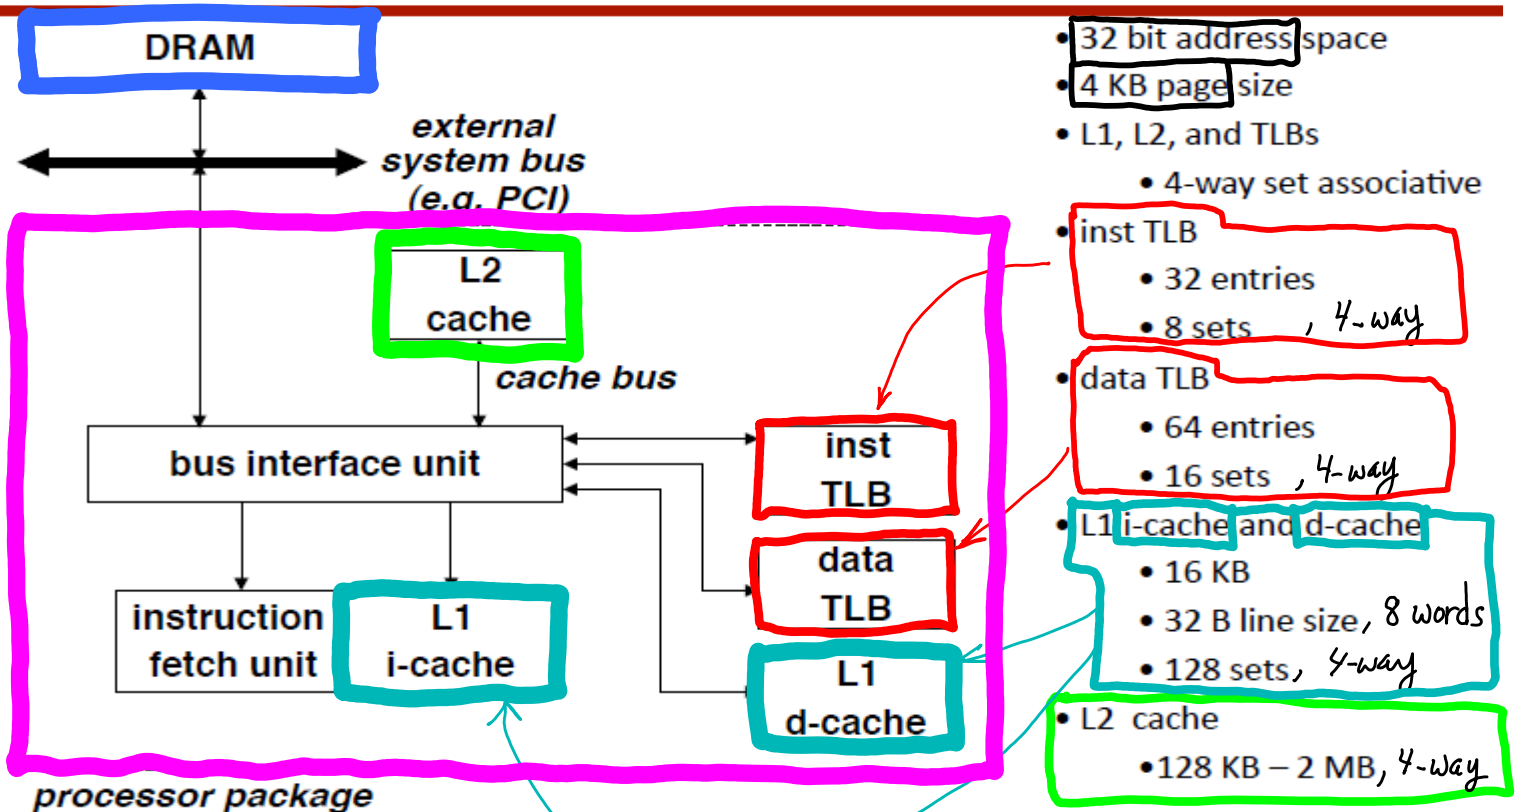 DRAM
external
system bus
(e.g. PCI)
L2
cache
cache bus
bus interface unit
inst
TLB
data
TLB
instruction
fetch unit
L1
i-cache
L1
d-cache
processor package
• 32 bit address space
• 4 KB page size
• L1, L2, and TLBs
• 4-way set associative
• inst TLB
• 32 entries
• 8 sets , 4-way
• data TLB
• 64 entries
• 16 sets , 4-way
• L1 i-cache and d-cache
• 16 KB
• 32 B line size, 8 words
• 128 sets, 4-way
• L2 cache
•128 KB – 2 MB, 4-way